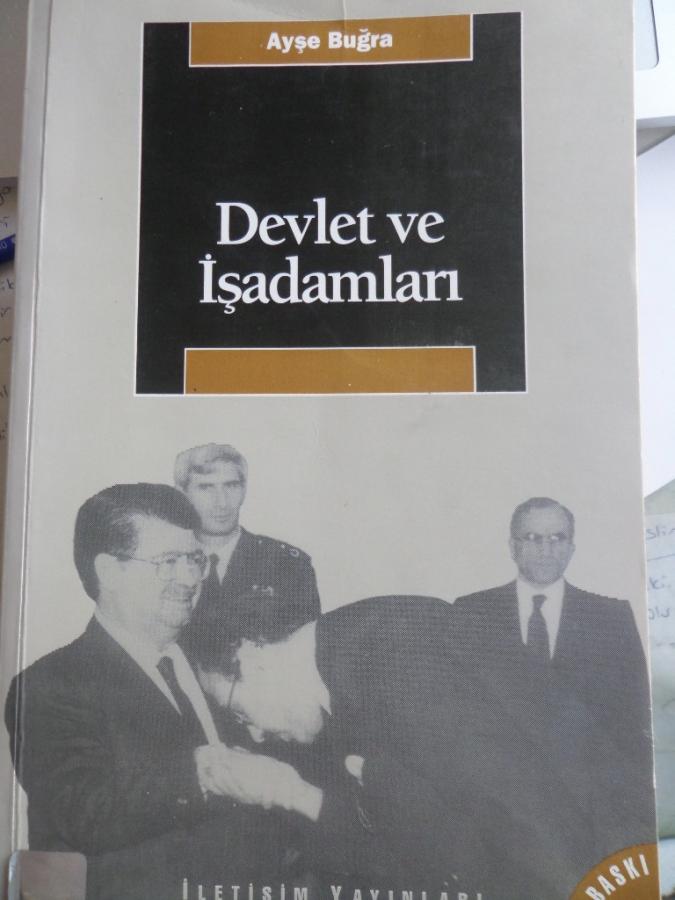 Ayşe Buğra
Devlet ve
İşadamları
İLETİŞİM YAYINLARI
BASKI